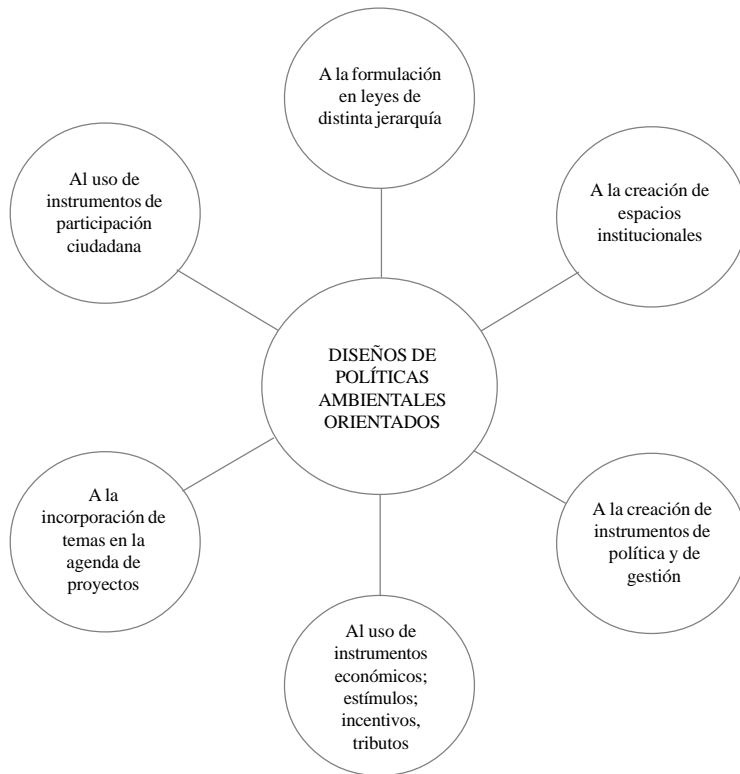 A la formulación
en leyes de
distinta jerarquía
Al uso de
instrumentos de
participación
ciudadana
A la creación de
espacios
institucionales
DISEÑOS DE
POLÍTICAS
AMBIENTALES
ORIENTADOS
A la
incorporación de
temas en la
agenda de
proyectos
A la creación de
instrumentos de
política y de
gestión
Al uso de
instrumentos
económicos;
estímulos;
incentivos,
tributos